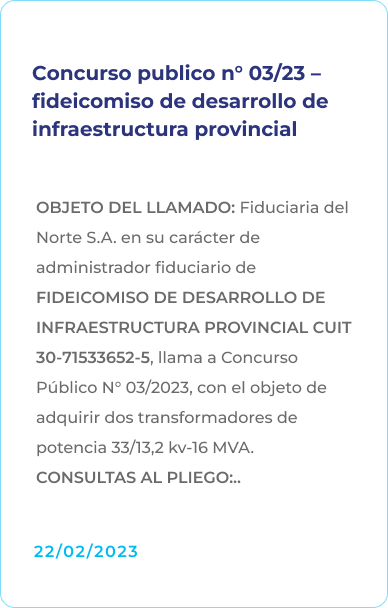 Concurso publico n° 03/23 –
fideicomiso de desarrollo de
infraestructura provincial
OBJETO DEL LLAMADO: Fiduciaria del
Norte S.A. en su carácter de
administrador fiduciario de
FIDEICOMISO DE DESARROLLO DE
INFRAESTRUCTURA PROVINCIAL CUIT
30-71533652-5, llama a Concurso
Público N° 03/2023, con el objeto de
adquirir dos transformadores de
potencia 33/13,2 kv-16 MVA.
CONSULTAS AL PLIEGO:..
22/02/2023